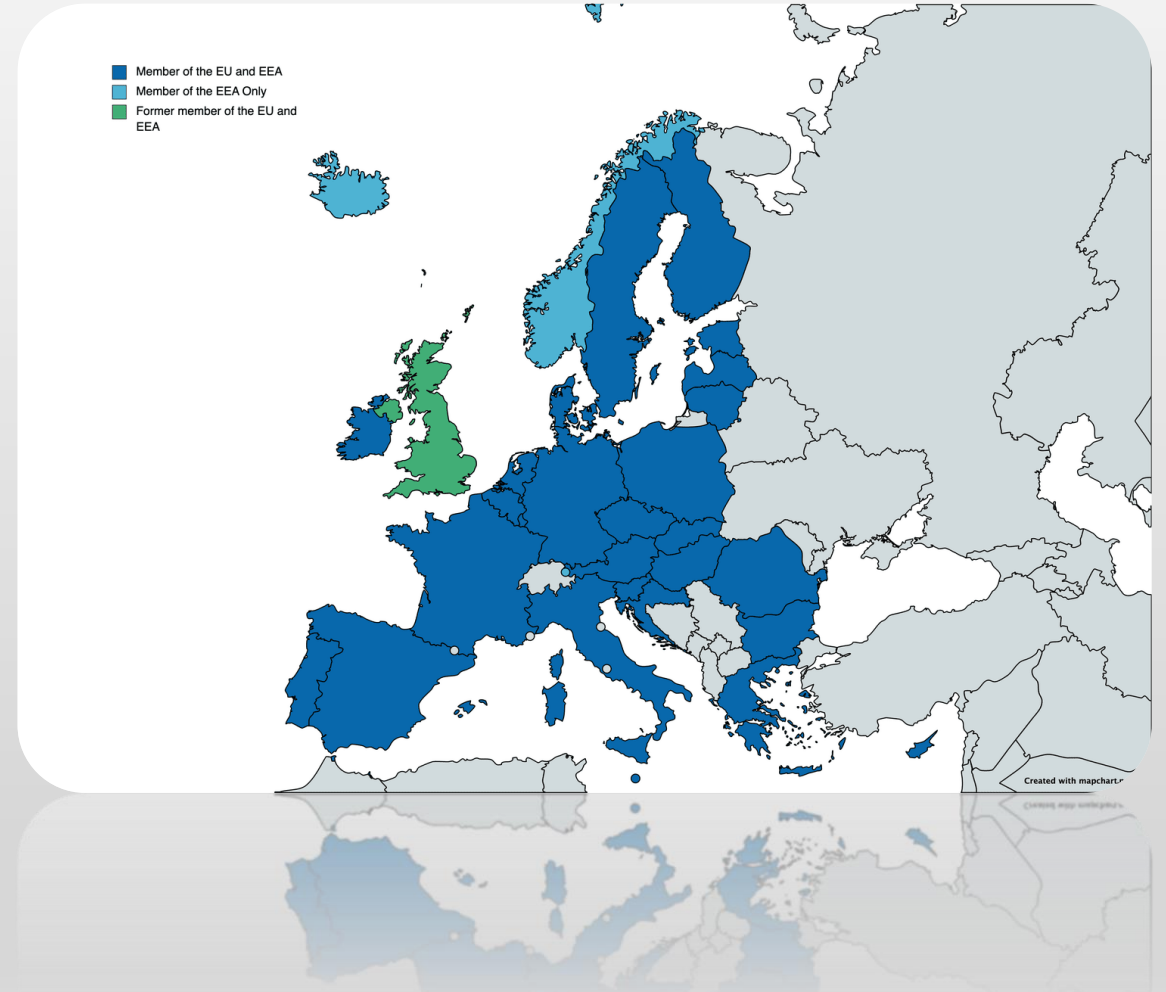 Member of the EU and EEA
Member of the EEA Only
Former member of the EU and
EEA
Created with mapchart.